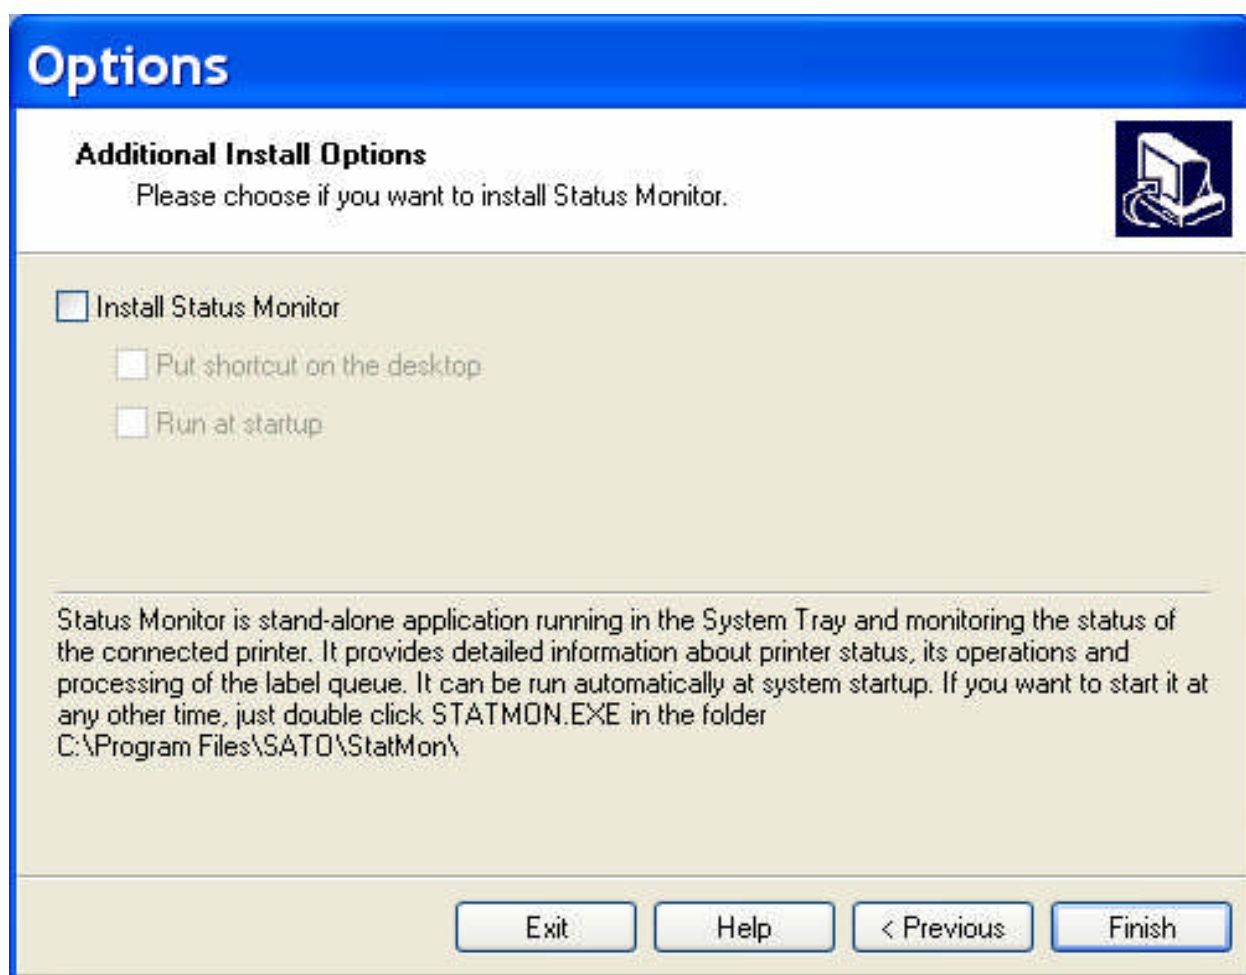 Options
Additional Install Options
Please choose if you want to install Status Monitor.
Install Status Monitor
Put shortcut on the desktop
Run at startup
Status Monitor is stand-alone application running in the System Tray and monitoring the status of
the connected printer. It provides detailed information about printer status, its operations and
processing of the label queue. It can be run automatically at system startup. If you want to start it at
any other time, just double click STATMON.EXE in the folder
C:\Program Files\SATO\StatMon\
Exit Help < Previous Finish